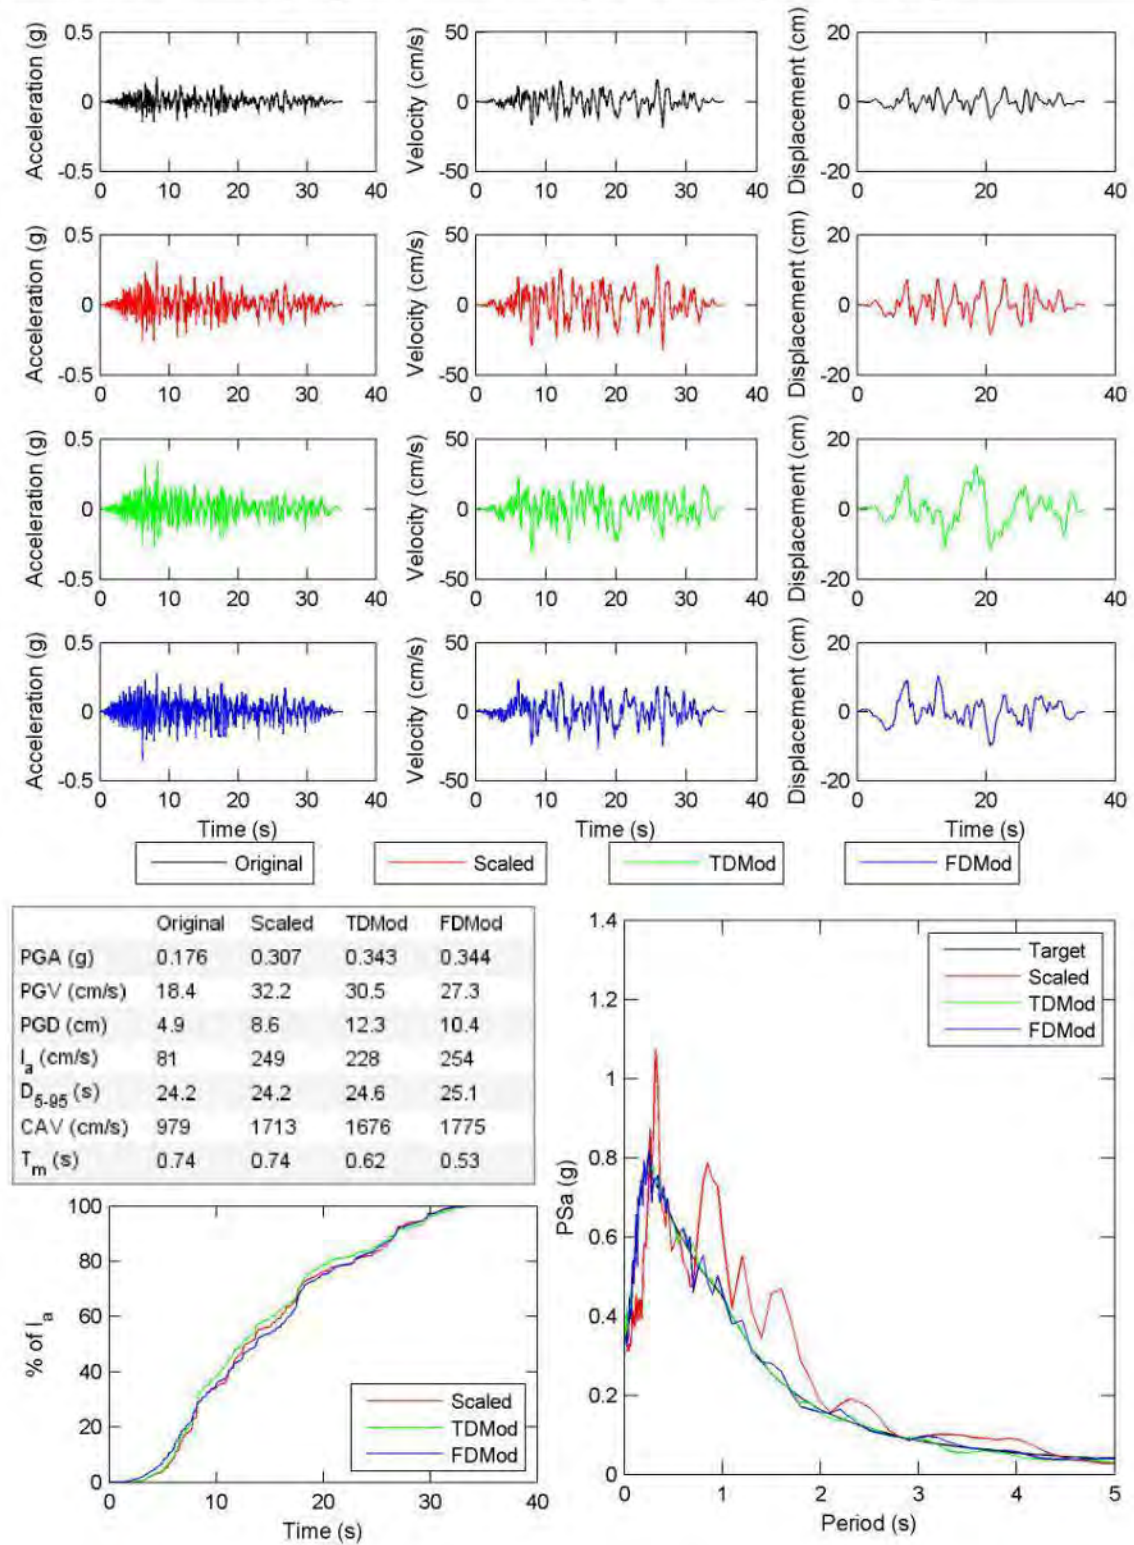 Acceleration (g)
0.5
0
-0.5
0 10 20 30 40
Velocity (cm/s)
50
0
-50
0 10 20 30 40
Displacement (cm)
20
0
-20
0 20 40
Acceleration (g)
0.5
0
-0.5
0 10 20 30 40
Velocity (cm/s)
50
0
-50
0 10 20 30 40
Displacement (cm)
20
0
-20
0 20 40
Acceleration (g)
0.5
0
-0.5
0 10 20 30 40
Velocity (cm/s)
50
0
-50
0 10 20 30 40
Displacement (cm)
20
0
-20
0 20 40
Acceleration (g)
0.5
0
-0.5
0 10 20 30 40
Time (s)
Velocity (cm/s)
50
0
-50
0 10 20 30 40
Time (s)
Displacement (cm)
20
0
-20
0 20 40
Time (s)
Original Scaled TDMod FDMod
Original Scaled TDMod FDMod
PGA (g) 0.176 0.307 0.343 0.344
PGV (cm/s) 18.4 32.2 30.5 27.3
PGD (cm) 4.9 8.6 12.3 10.4
Ia (cm/s) 81 249 228 254
D5-95 (s) 24.2 24.2 24.6 25.1
CAV (cm/s) 979 1713 1676 1775
Tm (s) 0.74 0.74 0.62 0.53
% of Ia
100
80
60
40
20
0
0 10 20 30 40
Time (s)
Scaled
TDMod
FDMod
PSa (g)
1.4
1.2
1
0.8
0.6
0.4
0.2
0
0 1 2 3 4 5
Period (s)
Target
Scaled
TDMod
FDMod